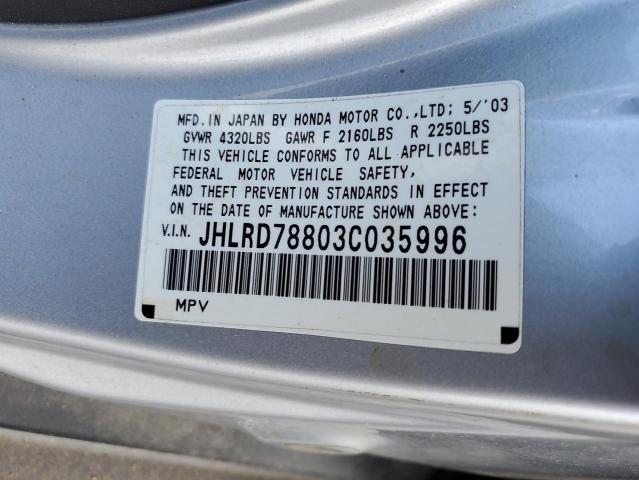 MFD. IN JAPAN BY HONDA MOTOR CO.,LTD; 5/'03
GVWR 4320LBS GAWR F 2160LBS R 2250LBS
THIS VEHICLE CONFORMS TO ALL APPLICABLE
FEDERAL MOTOR VEHICLE SAFETY,
AND THEFT PREVENTION STANDARDS IN EFFECT
ON THE DATE OF MANUFACTURE SHOWN ABOVE:
V.I.N. JHLRD78803C035996
MPV